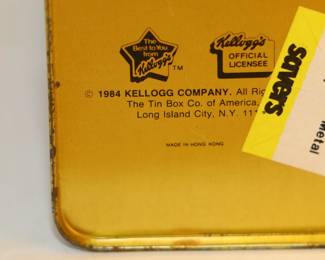 The Best
to You
from
Kellogg's
TM
Kellogg's
OFFICIAL
LICENSEE
© 1984 KELLOGG COMPANY. All
The Tin Box Co. of America,
Long Island City, N.Y. 11
MADE IN HONG KONG
savers
Metal